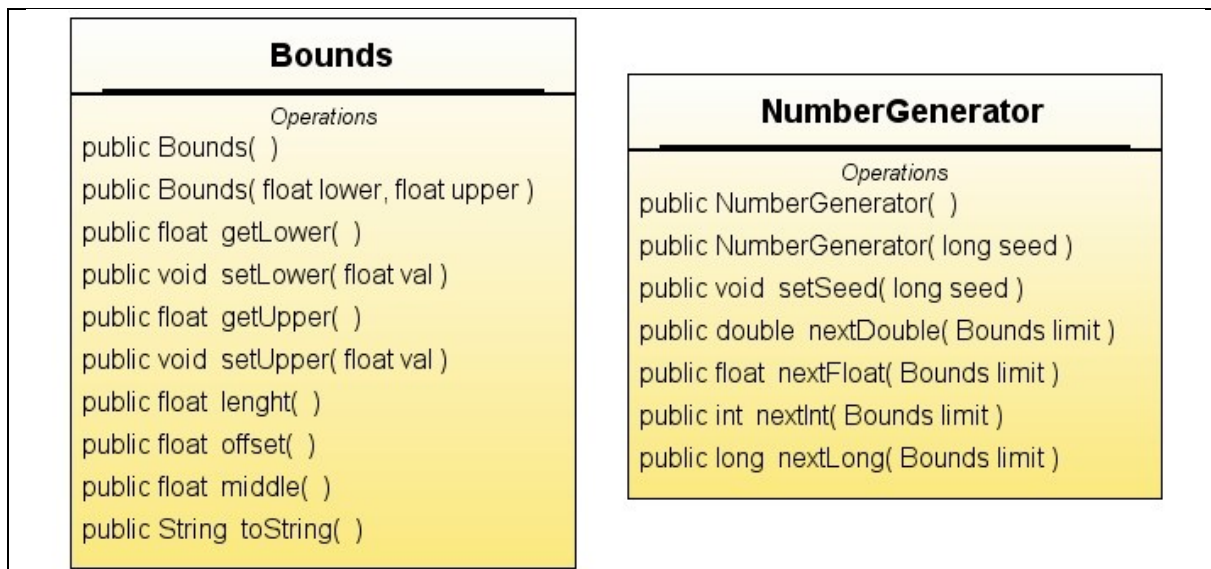 Bounds
Operations
public Bounds( )
public Bounds( float lower, float upper )
public float getLower( )
public void setLower( float val )
public float getUpper( )
public void setUpper( float val )
public float lenght( )
public float offset( )
public float middle( )
public String toString( )
NumberGenerator
Operations
public NumberGenerator( )
public NumberGenerator( long seed )
public void setSeed( long seed )
public double nextDouble( Bounds limit )
public float nextFloat( Bounds limit )
public int nextInt( Bounds limit )
public long nextLong( Bounds limit )